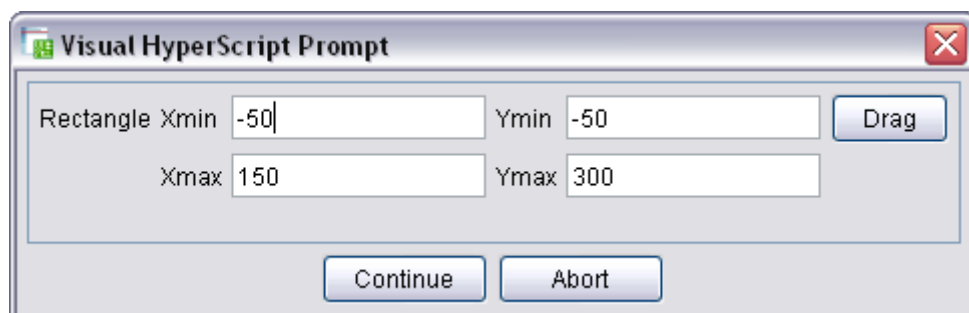 Visual HyperScript Prompt
Rectangle Xmin -50 Ymin -50 Drag
Xmax 150 Ymax 300
Continue Abort